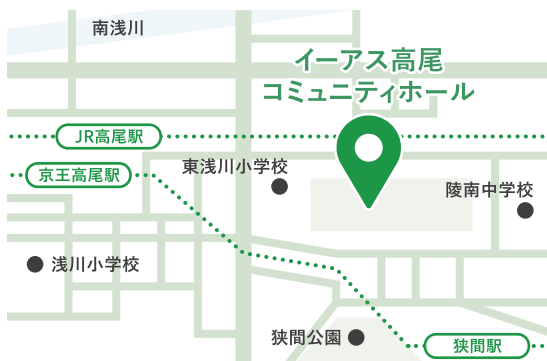 南浅川
イーアス高尾
コミュニティホール
JR高尾駅
東浅川小学校
京王高尾駅
陵南中学校
浅川小学校
狭間公園
狭間駅